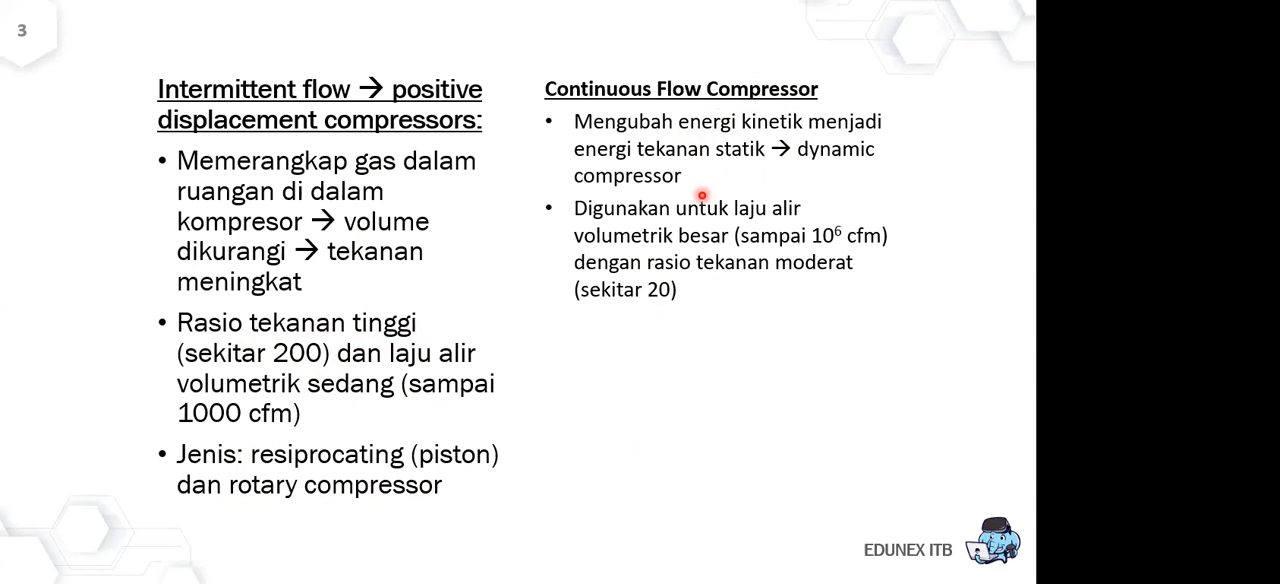 3
Intermittent flow → positive
displacement compressors:
• Memerangkap gas dalam
ruangan di dalam
kompresor → volume
dikurangi → tekanan
meningkat
• Rasio tekanan tinggi
(sekitar 200) dan laju alir
volumetrik sedang (sampai
1000 cfm)
• Jenis: resiprocating (piston)
dan rotary compressor
Continuous Flow Compressor
• Mengubah energi kinetik menjadi
energi tekanan statik → dynamic
compressor
• Digunakan untuk laju alir
volumetrik besar (sampai 10⁶ cfm)
dengan rasio tekanan moderat
(sekitar 20)
EDUNEX ITB